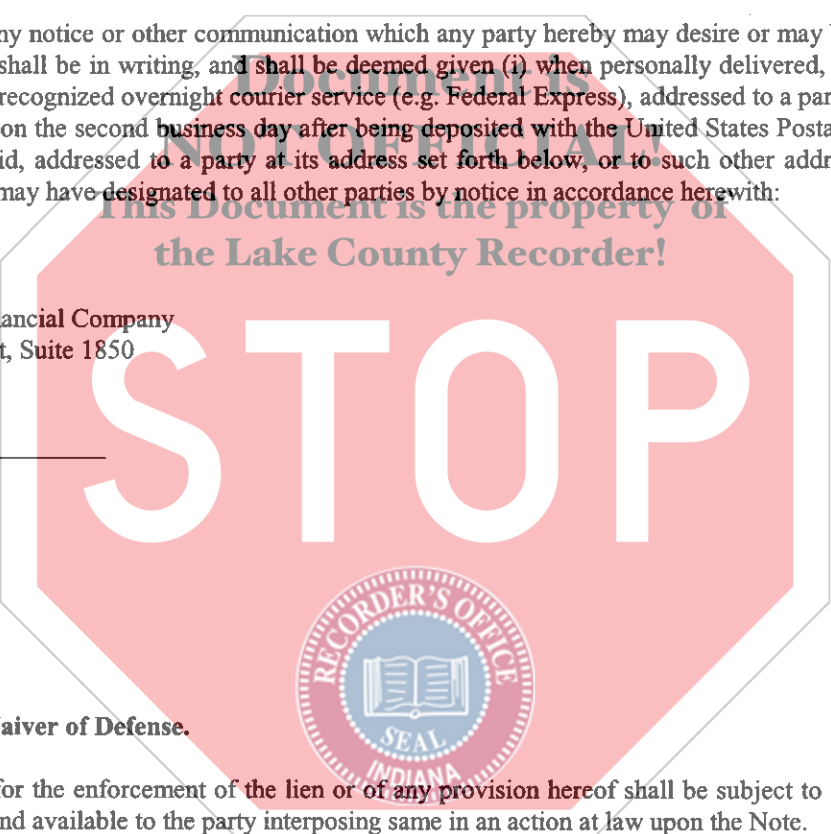 ny notice or other communication which any party hereby may desire or may
shall be in writing, and shall be deemed given (i) when personally delivered,
recognized overnight courier service (e.g. Federal Express), addressed to a par
on the second business day after being deposited with the United States Posta
id, addressed to a party at its address set forth below, or to such other addr
may have designated to all other parties by notice in accordance herewith:
Document is
NOT OFFICIAL!
This Document is the property of
the Lake County Recorder!
ancial Company
t, Suite 1850
STOP
RECORDER'S OFFICE
SEAL
INDIANA
aiver of Defense.
for the enforcement of the lien or of any provision hereof shall be subject to
nd available to the party interposing same in an action at law upon the Note.